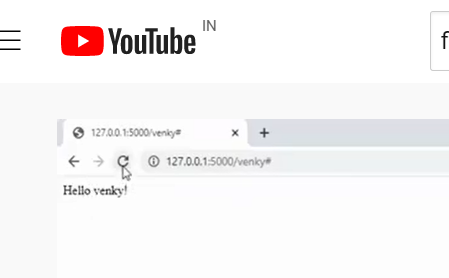 YouTube IN
f
127.0.0.1:5000/venky#
127.0.0.1:5000/venky#
Hello venky!